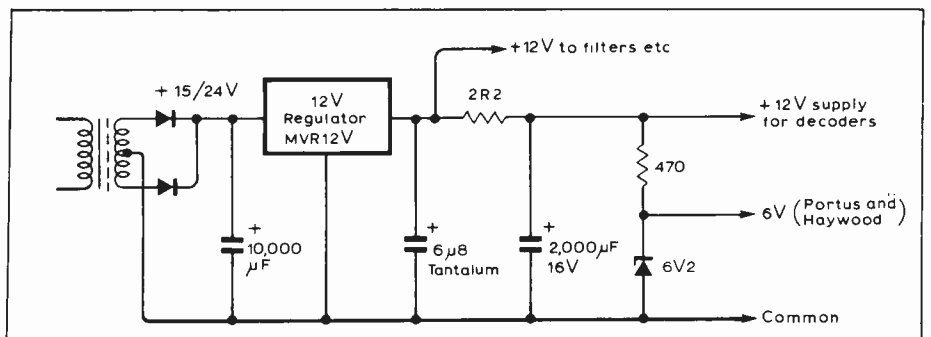 +12V to filters etc
+ 15/24V
12V
Regulator
MVR12V
2R2
+12V supply
for decoders
470
6V (Portus and
Haywood)
+
10,000
µF
+
6µ8
Tantalum
+
2,000µF
16V
6V2
Common